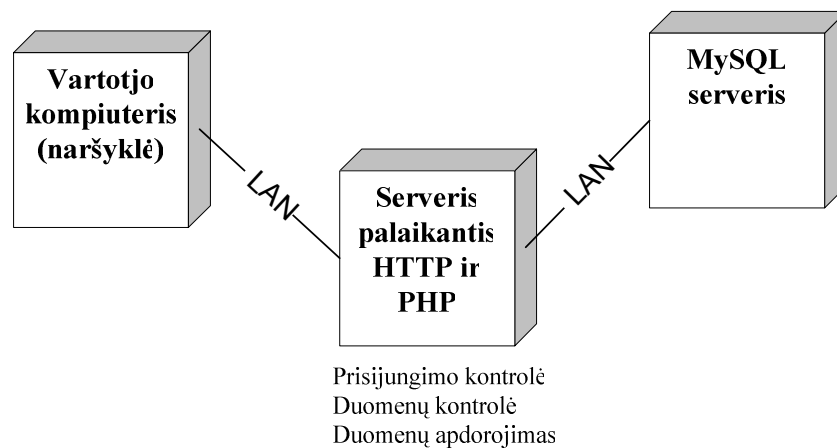 Vartotjo
kompiuteris
(naršyklė)
LAN
Serveris
palaikantis
HTTP ir
PHP
LAN
MySQL
serveris
Prisijungimo kontrolė
Duomenų kontrolė
Duomenų apdorojimas